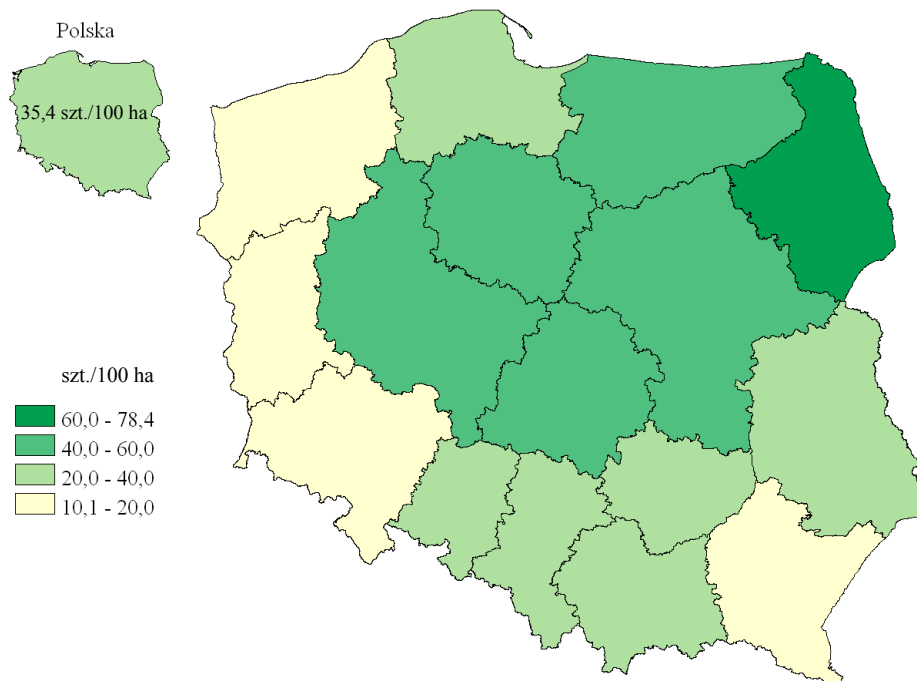 Polska
35,4 szt./100 ha
szt./100 ha
60,0 - 78,4
40,0 - 60,0
20,0 - 40,0
10,1 - 20,0